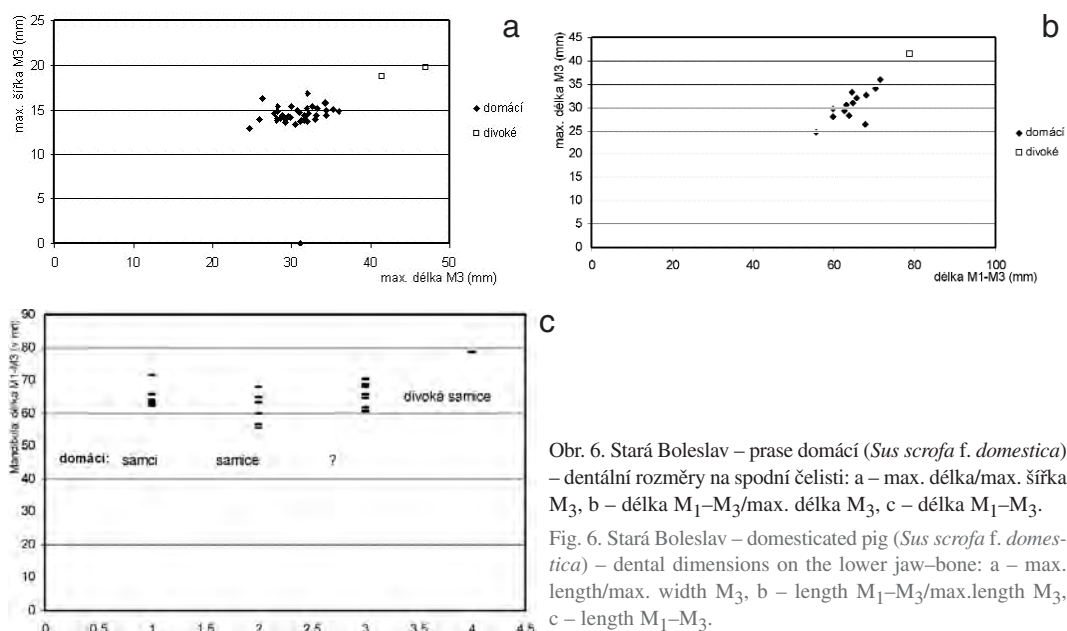 a
25
20
15
10
5
0
max. šířka M3 (mm)
0 10 20 30 40 50
max. délka M3 (mm)
domácí
divoké
b
45
40
35
30
25
20
15
10
5
0
max. délka M3 (mm)
0 20 40 60 80 100
délka M1-M3 (mm)
domácí
divoké
c
90
80
70
60
50
40
30
20
10
0
Mandibula: délka M1-M3 (v mm)
divoká samice
domácí: samci samice ?
0 0.5 1 1.5 2 2.5 3 3.5 4 4.5
Obr. 6. Stará Boleslav – prase domácí (Sus scrofa f. domestica)
– dentální rozměry na spodní čelisti: a – max. délka/max. šířka
M3, b – délka M1–M3/max. délka M3, c – délka M1–M3.
Fig. 6. Stará Boleslav – domesticated pig (Sus scrofa f. domes-
tica) – dental dimensions on the lower jaw–bone: a – max.
length/max. width M3, b – length M1–M3/max.length M3,
c – length M1–M3.